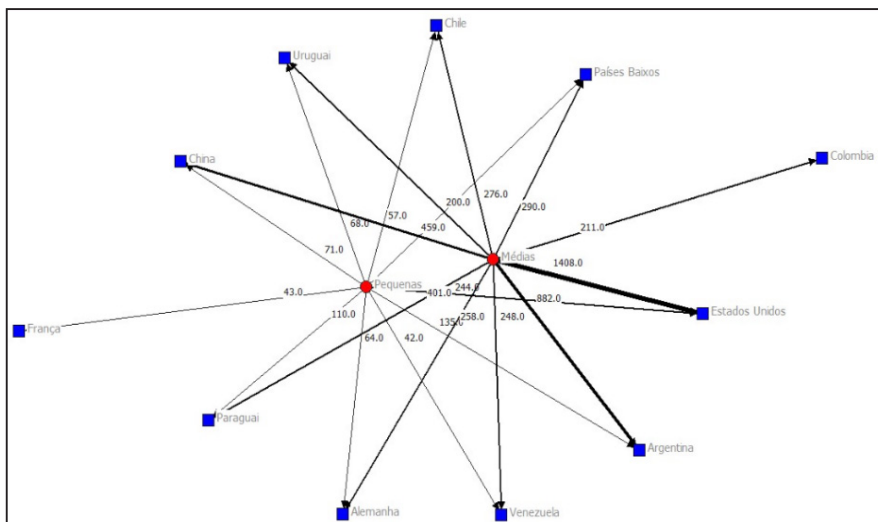 Chile
Uruguai
Países Baixos
China
Colombia
276.0
290.0
200.0
57.0
68.0
459.0
211.0
71.0
Médias
1408.0
Pequenas
244.0
401.0
43.0
882.0
Estados Unidos
110.0
França
135.0
258.0
248.0
64.0
42.0
Paraguai
Argentina
Alemanha
Venezuela